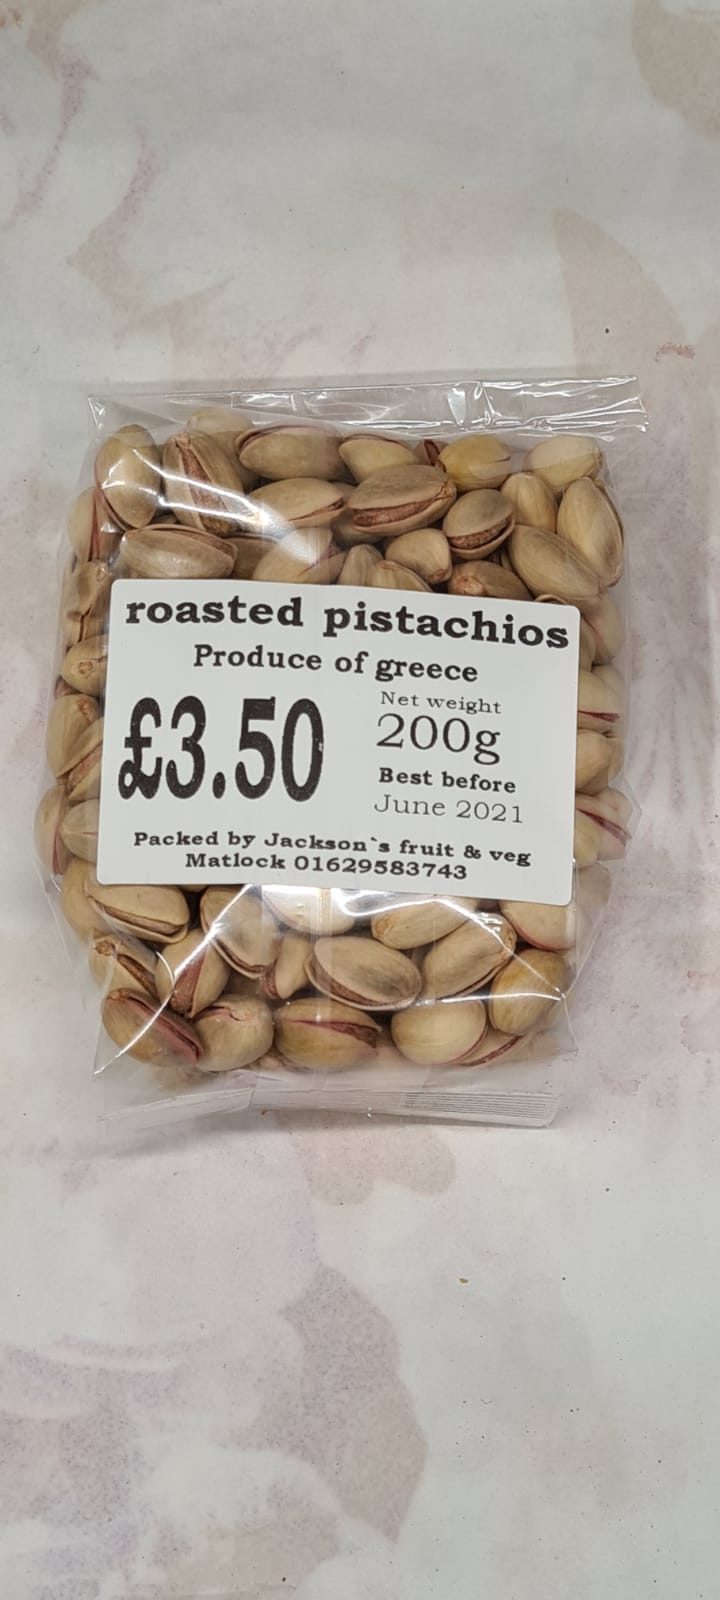 roasted pistachios
Produce of greece
£3.50
Net weight
200g
Best before
June 2021
Packed by Jackson`s fruit & veg
Matlock 01629583743